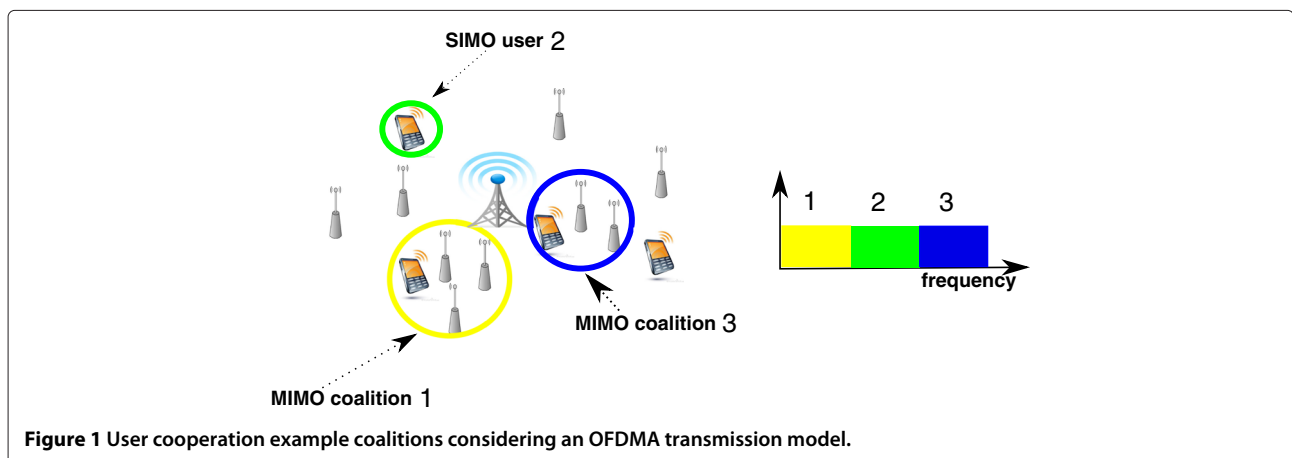 SIMO user 2
MIMO coalition 3
MIMO coalition 1
1 2 3
frequency
Figure 1 User cooperation example coalitions considering an OFDMA transmission model.